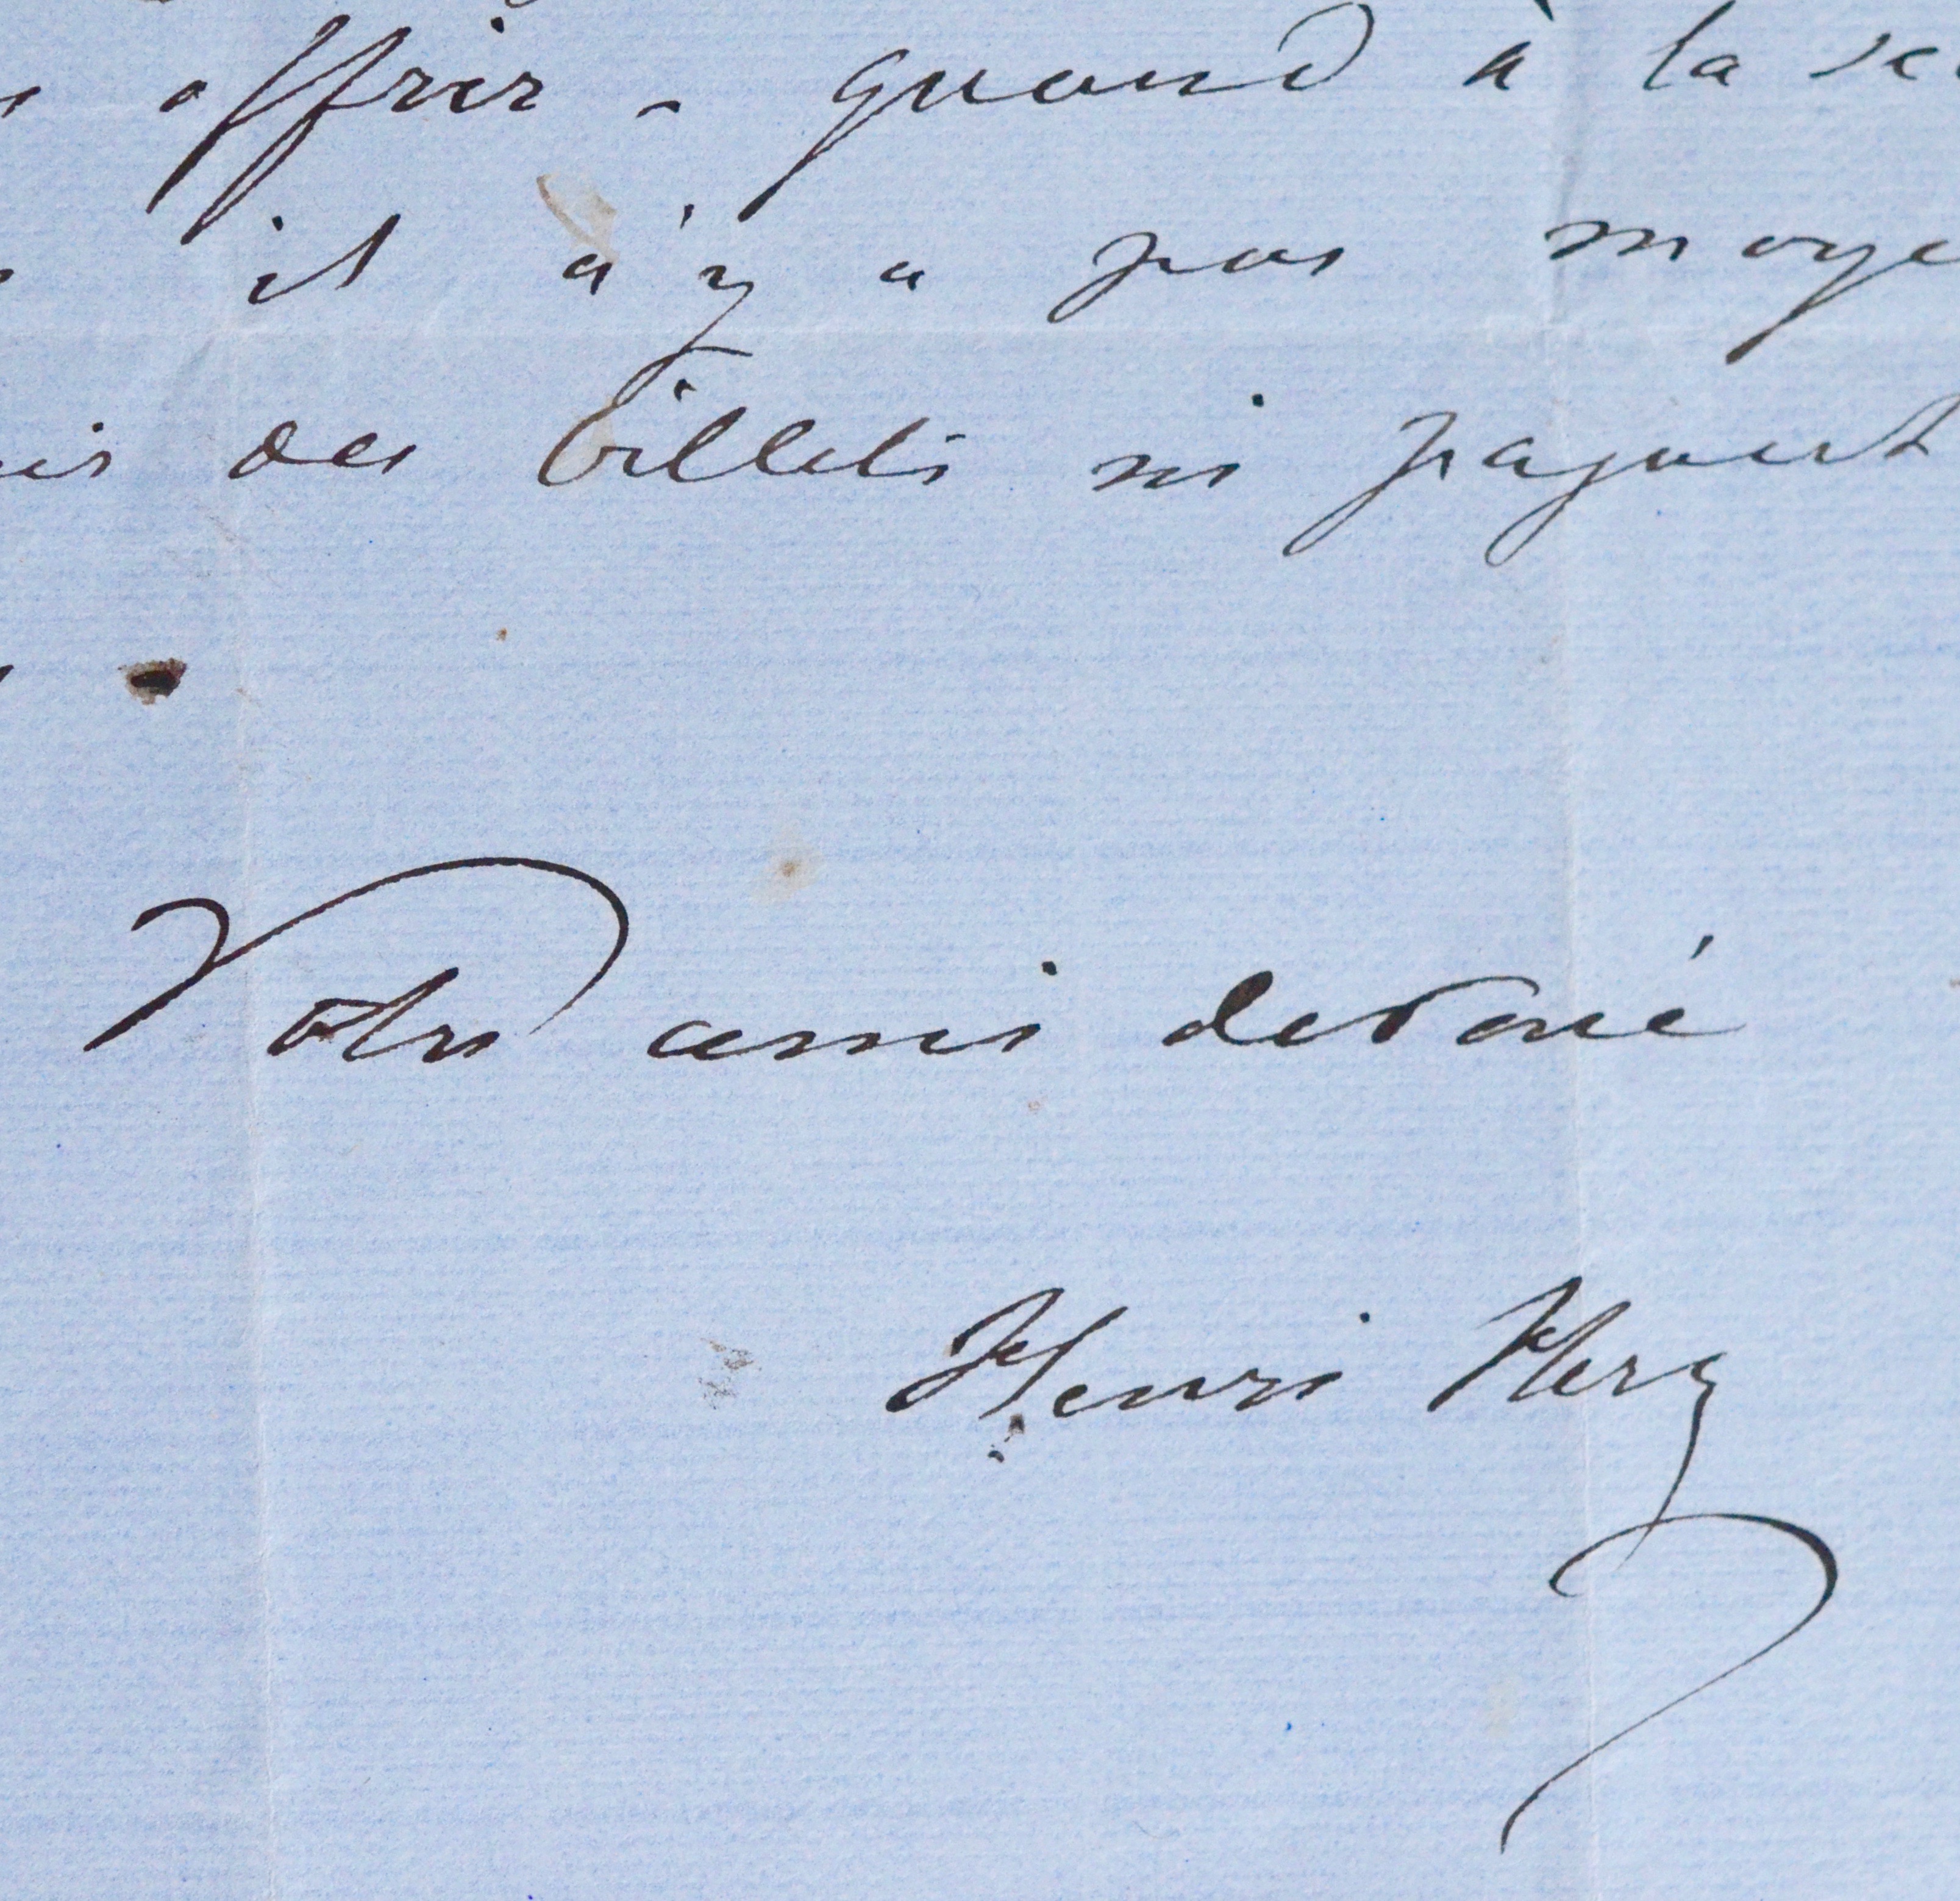 offrir - quand à la
il n'y a pas moye
des billets ni payant
Votre ami dévoué
Henri Herz